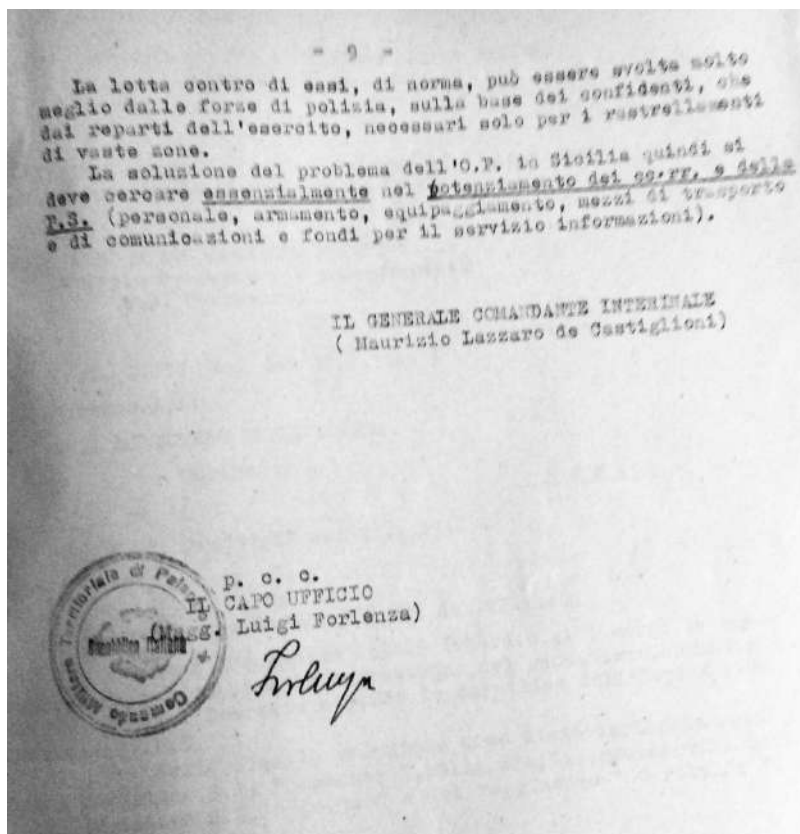 - 9 -
La lotta contro di essi, di norma, può essere svolta molto
meglio dalle forze di polizia, sulla base dei confidenti, che
dai reparti dell'esercito, necessari solo per i rastrellamenti
di vaste zone.
La soluzione del problema dell'O.P. in Sicilia quindi si
deve cercare essenzialmente nel potenziamento dei cc.rr. e della
P.S. (personale, armamento, equipaggiamento, mezzi di trasporto
e di comunicazioni e fondi per il servizio informazioni).
IL GENERALE COMANDANTE INTERINALE
( Maurizio Lazzaro de Castiglioni)
p. c. c.
IL CAPO UFFICIO
(Magg. Luigi Forlenza)
Comando Militare Territoriale di Palermo
Repubblica Italiana
Forlenza